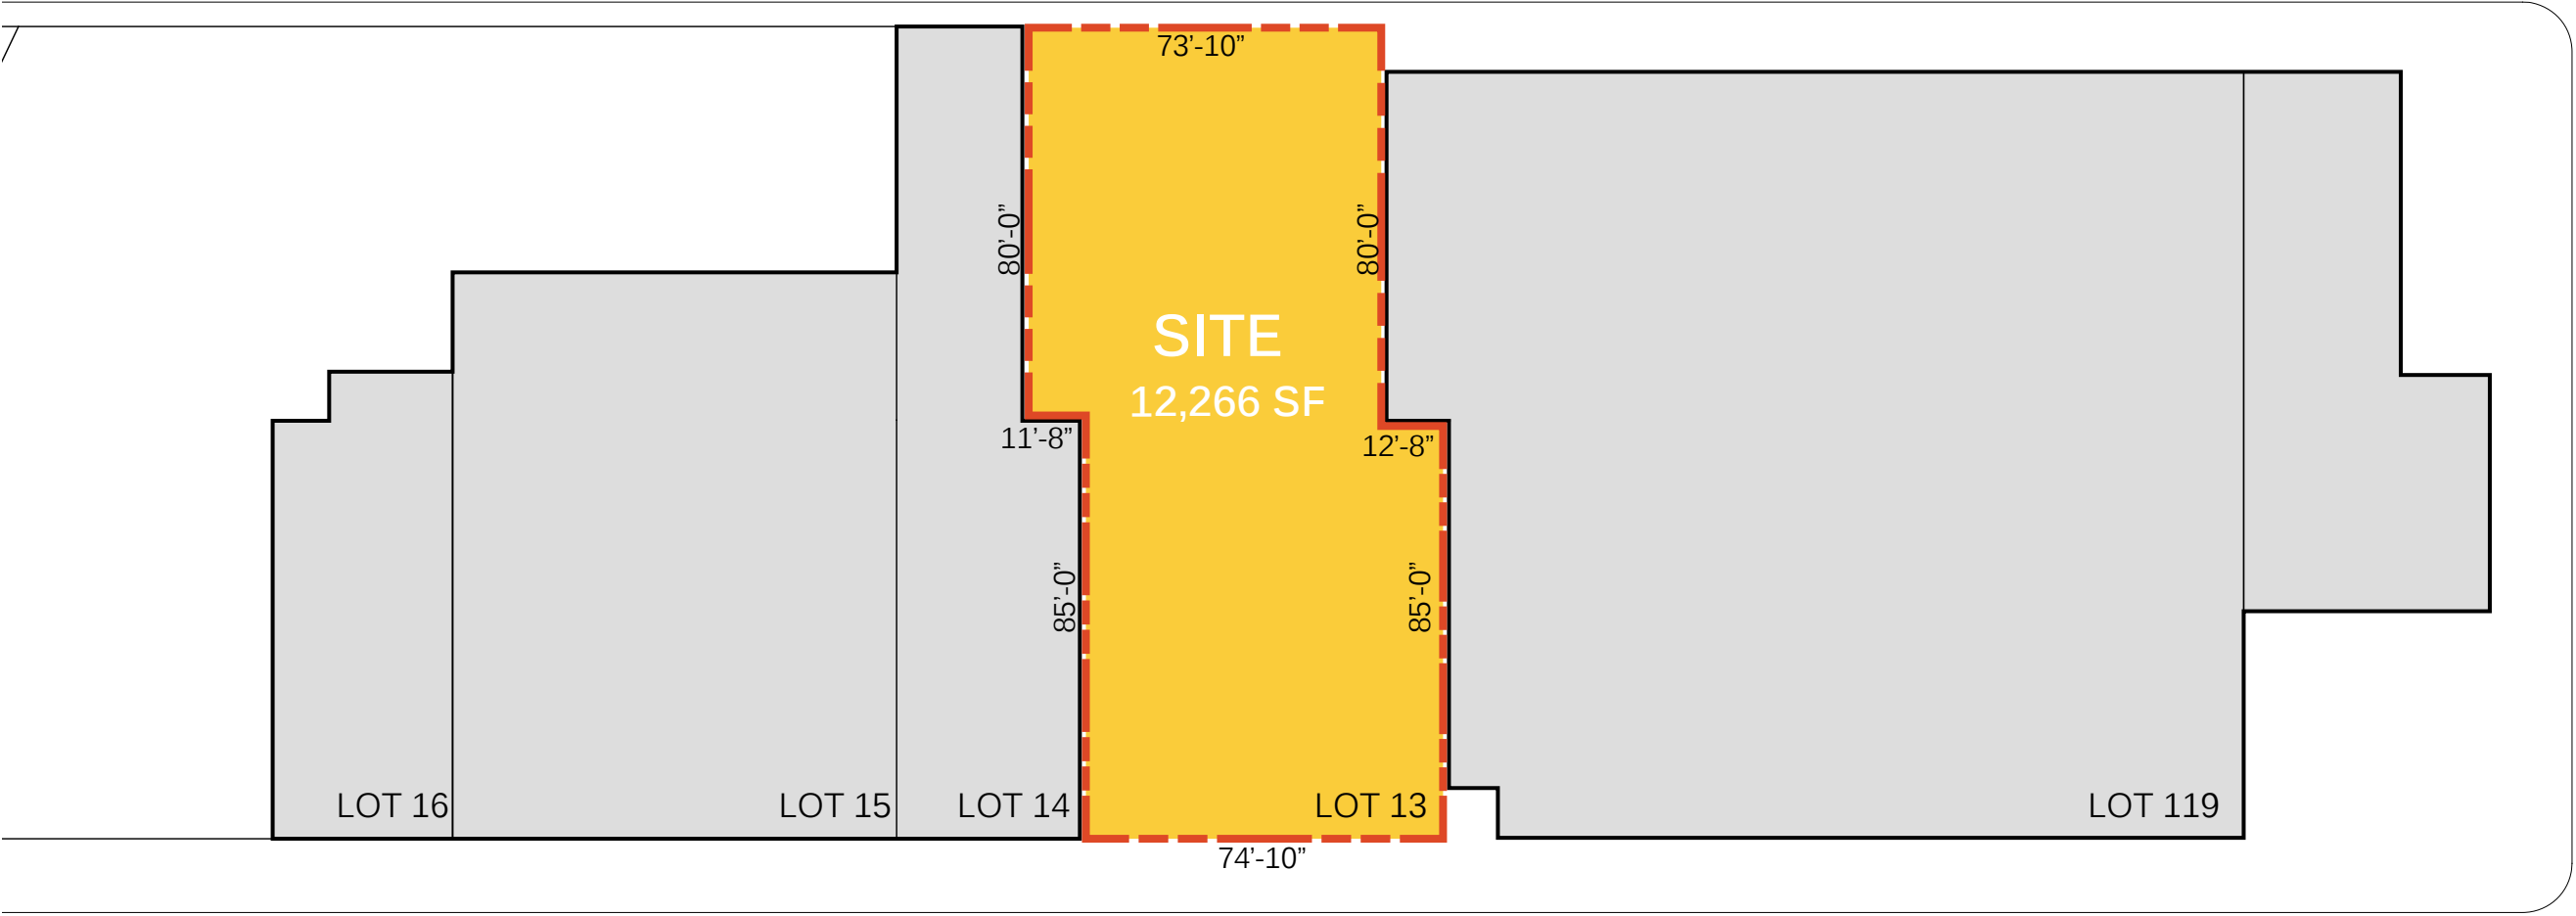 73’-10”
80’-0”
80’-0”
SITE
12,266 SF
11’-8”
12’-8”
85’-0”
85’-0”
LOT 16
LOT 15
LOT 14
LOT 13
LOT 119
74’-10”